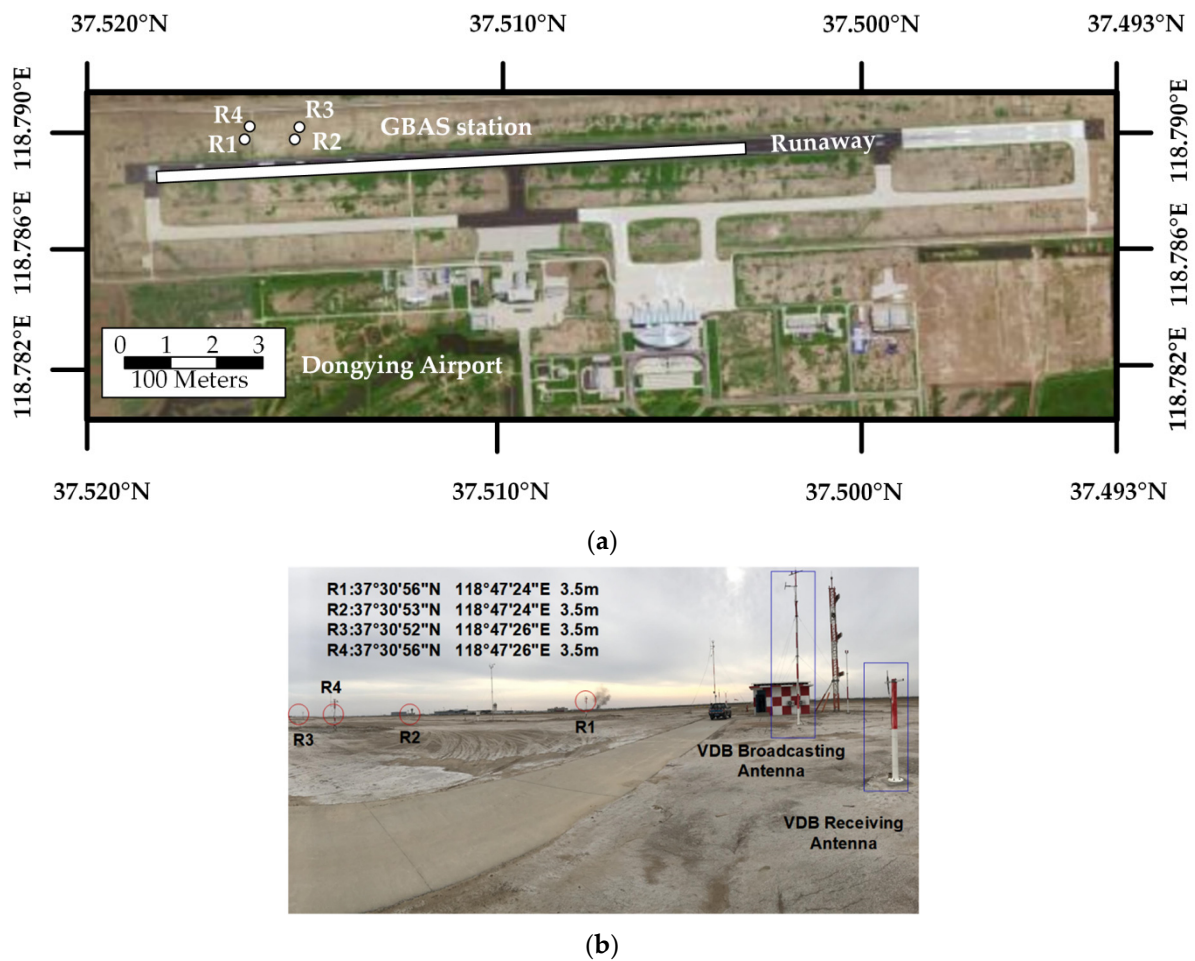 37.520°N 37.510°N 37.500°N 37.493°N
118.790°E
118.786°E
118.782°E
R4 R3
R1 R2
GBAS station
Runaway
118.790°E
118.786°E
118.782°E
0 1 2 3
100 Meters
Dongying Airport
37.520°N 37.510°N 37.500°N 37.493°N
(a)
R1:37°30'56"N 118°47'24"E 3.5m
R2:37°30'53"N 118°47'24"E 3.5m
R3:37°30'52"N 118°47'26"E 3.5m
R4:37°30'56"N 118°47'26"E 3.5m
R4
R3
R2
R1
VDB Broadcasting
Antenna
VDB Receiving
Antenna
(b)